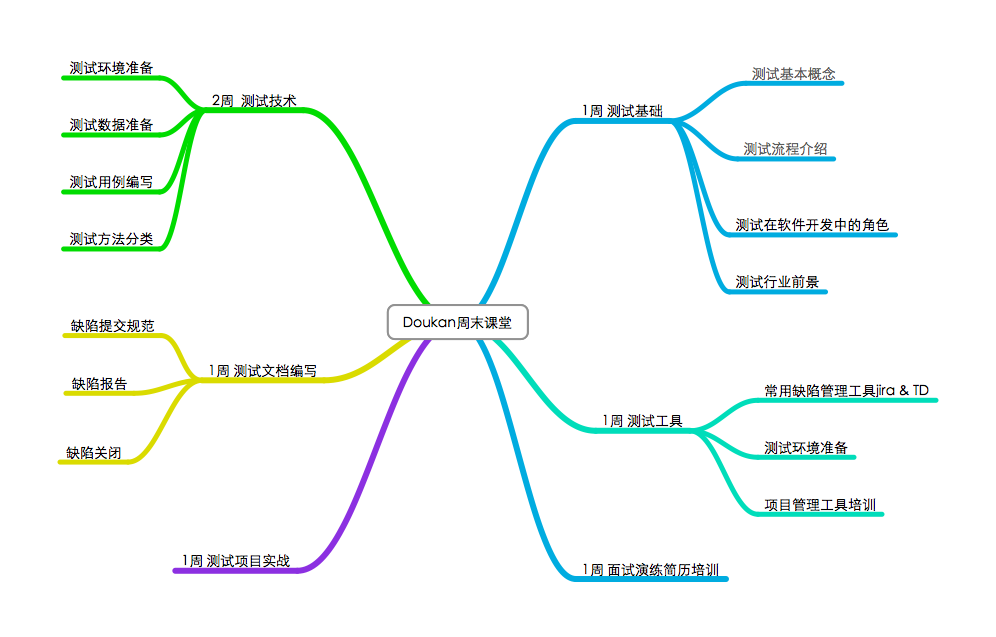 Doukan周末课堂
1周 测试基础
测试基本概念
测试流程介绍
测试在软件开发中的角色
测试行业前景
1周 测试工具
常用缺陷管理工具jira & TD
测试环境准备
项目管理工具培训
1周 面试演练简历培训
2周 测试技术
测试环境准备
测试数据准备
测试用例编写
测试方法分类
1周 测试文档编写
缺陷提交规范
缺陷报告
缺陷关闭
1周 测试项目实战